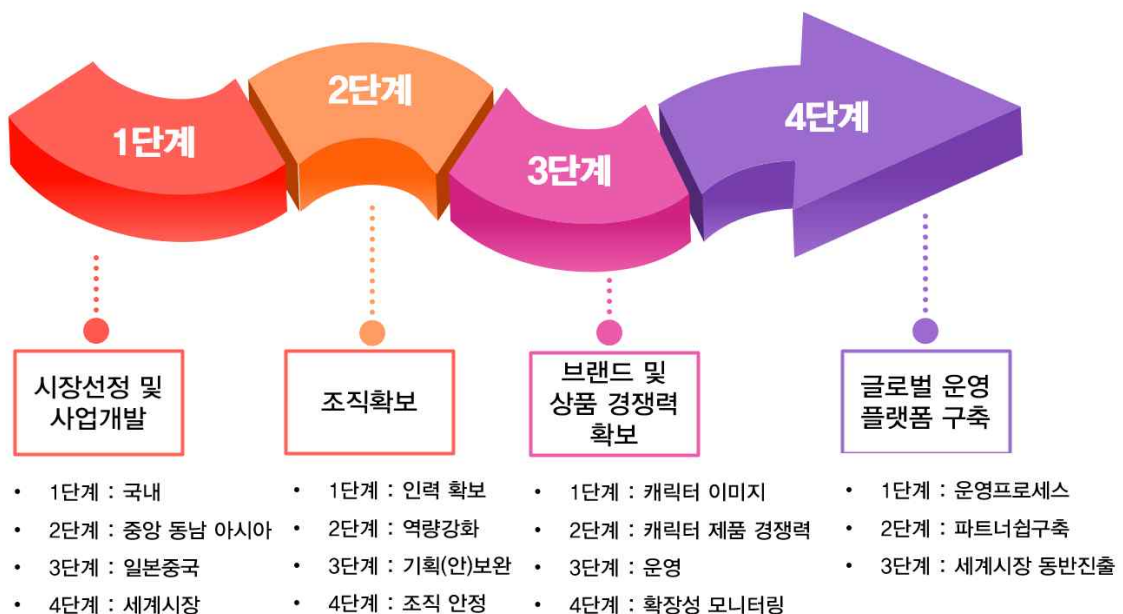 1단계
2단계
3단계
4단계
시장선정 및
사업개발
• 1단계 : 국내
• 2단계 : 중앙 동남 아시아
• 3단계 : 일본중국
• 4단계 : 세계시장
조직확보
• 1단계 : 인력 확보
• 2단계 : 역량강화
• 3단계 : 기획(안)보완
• 4단계 : 조직 안정
브랜드 및
상품 경쟁력
확보
• 1단계 : 캐릭터 이미지
• 2단계 : 캐릭터 제품 경쟁력
• 3단계 : 운영
• 4단계 : 확장성 모니터링
글로벌 운영
플랫폼 구축
• 1단계 : 운영프로세스
• 2단계 : 파트너쉽구축
• 3단계 : 세계시장 동반진출